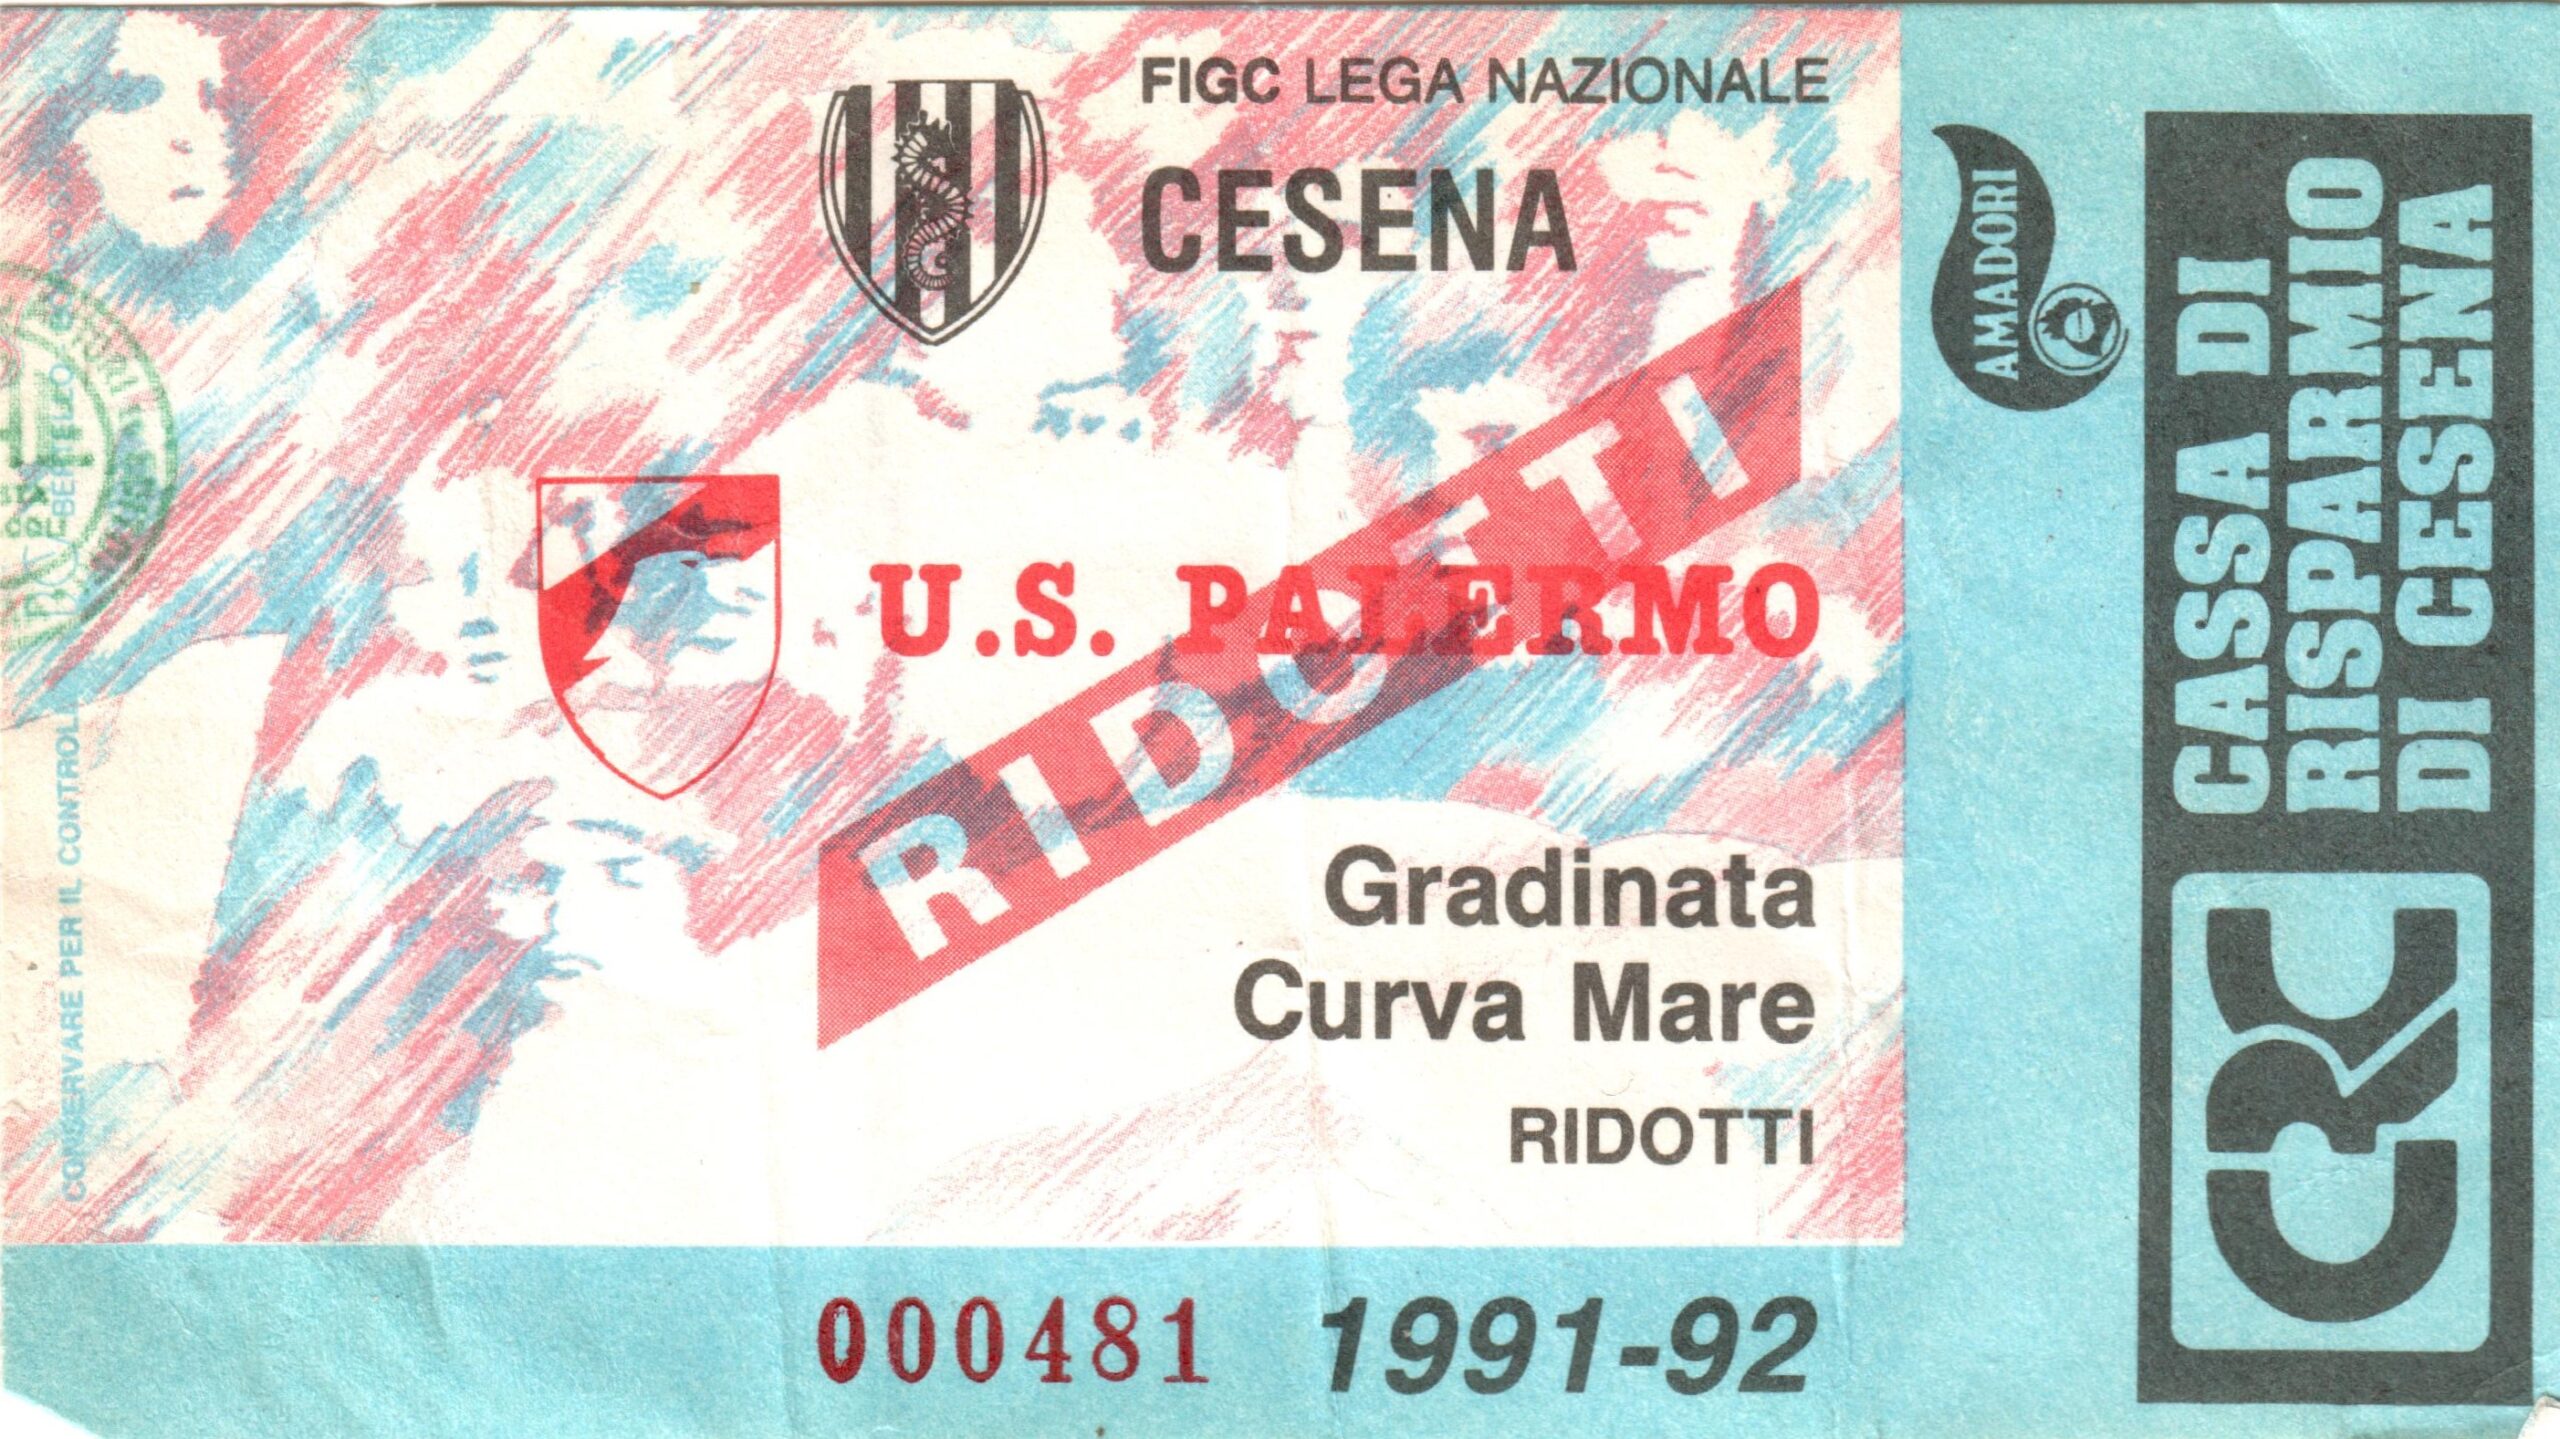 FIGC LEGA NAZIONALE
CESENA
U.S. PALERMO
RIDOTTI
Gradinata
Curva Mare
RIDOTTI
000481
1991-92
AMADORI
CASSA DI
RISPARMIO
DI CESENA
CRC
CONSERVARE PER IL